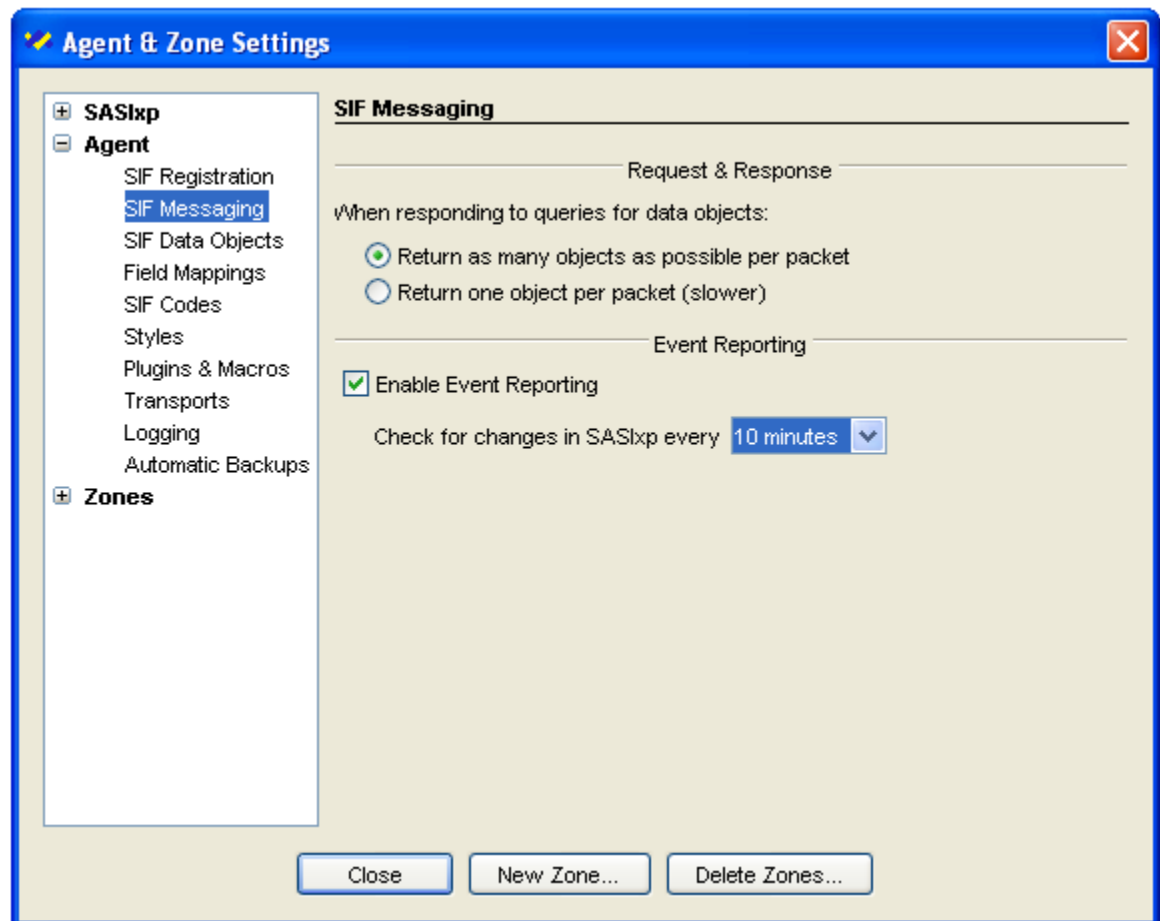 Agent & Zone Settings
SASIxp
Agent
SIF Registration
SIF Messaging
SIF Data Objects
Field Mappings
SIF Codes
Styles
Plugins & Macros
Transports
Logging
Automatic Backups
Zones
SIF Messaging
Request & Response
When responding to queries for data objects:
Return as many objects as possible per packet
Return one object per packet (slower)
Event Reporting
Enable Event Reporting
Check for changes in SASIxp every 10 minutes
Close New Zone... Delete Zones...